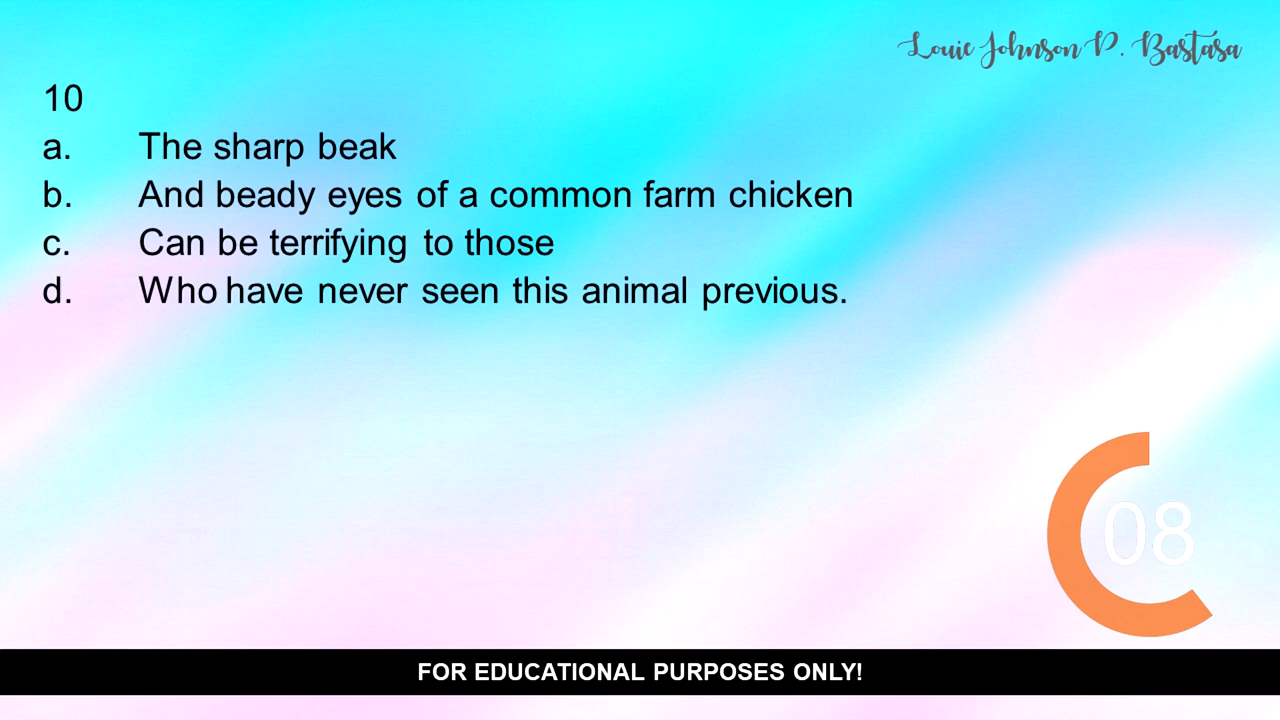 Louie Johnson P. Bastasa
10
a. The sharp beak
b. And beady eyes of a common farm chicken
c. Can be terrifying to those
d. Who have never seen this animal previous.
08
FOR EDUCATIONAL PURPOSES ONLY!